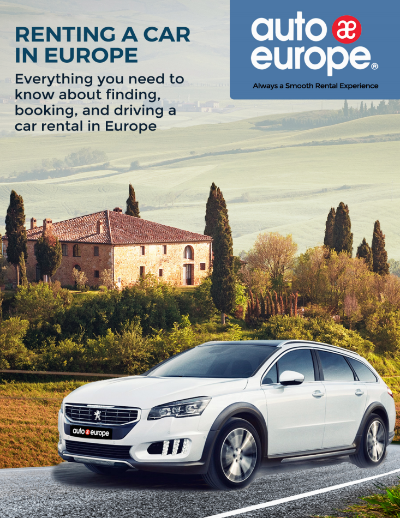 RENTING A CAR
IN EUROPE
Everything you need to
know about finding,
booking, and driving a
car rental in Europe
auto æ
europe®
Always a Smooth Rental Experience
auto æ europe